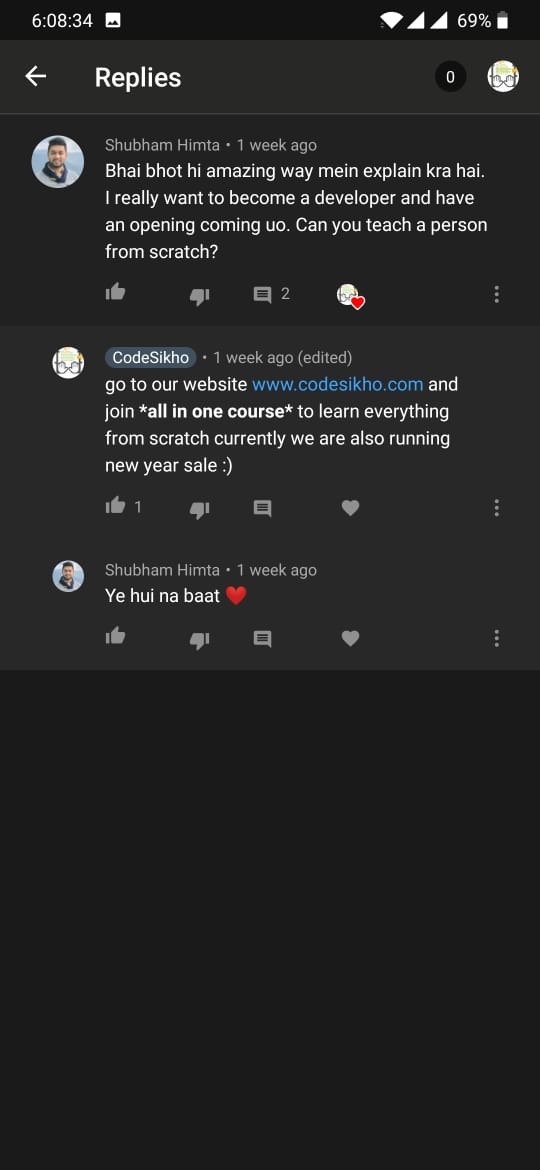 6:08:34 69%
Replies 0
Shubham Himta • 1 week ago
Bhai bhot hi amazing way mein explain kra hai.
I really want to become a developer and have
an opening coming uo. Can you teach a person
from scratch?
2
CodeSikho • 1 week ago (edited)
go to our website www.codesikho.com and
join *all in one course* to learn everything
from scratch currently we are also running
new year sale :)
1
Shubham Himta • 1 week ago
Ye hui na baat ❤️